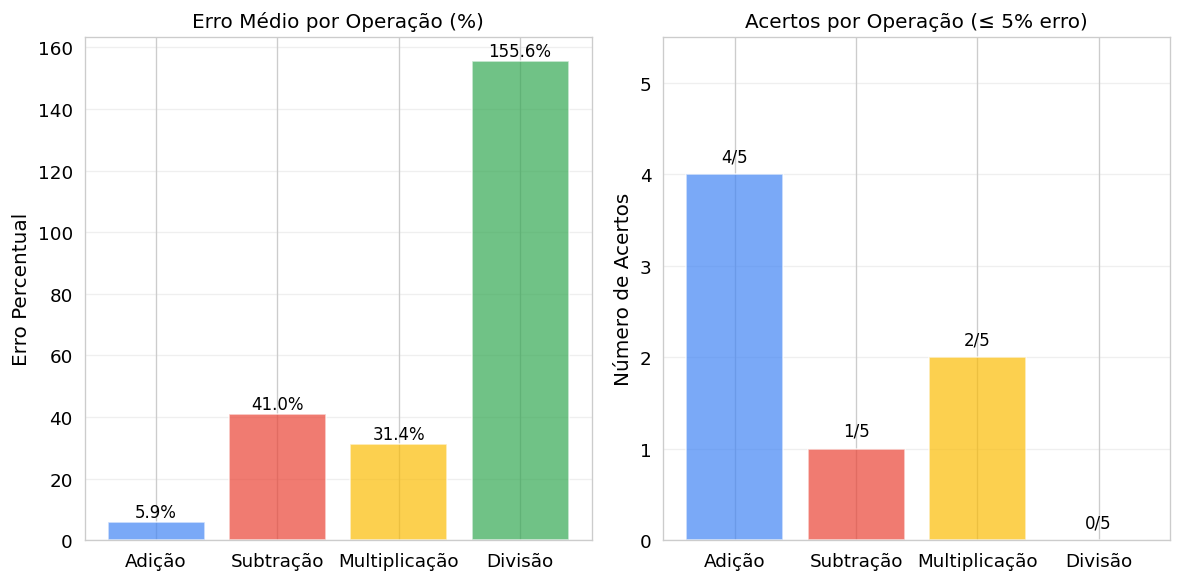 Erro Médio por Operação (%)
160
140
120
100
80
60
40
20
0
Erro Percentual
5.9%
41.0%
31.4%
155.6%
Adição
Subtração
Multiplicação
Divisão
Acertos por Operação (≤ 5% erro)
5
4
3
2
1
0
Número de Acertos
4/5
1/5
2/5
0/5
Adição
Subtração
Multiplicação
Divisão